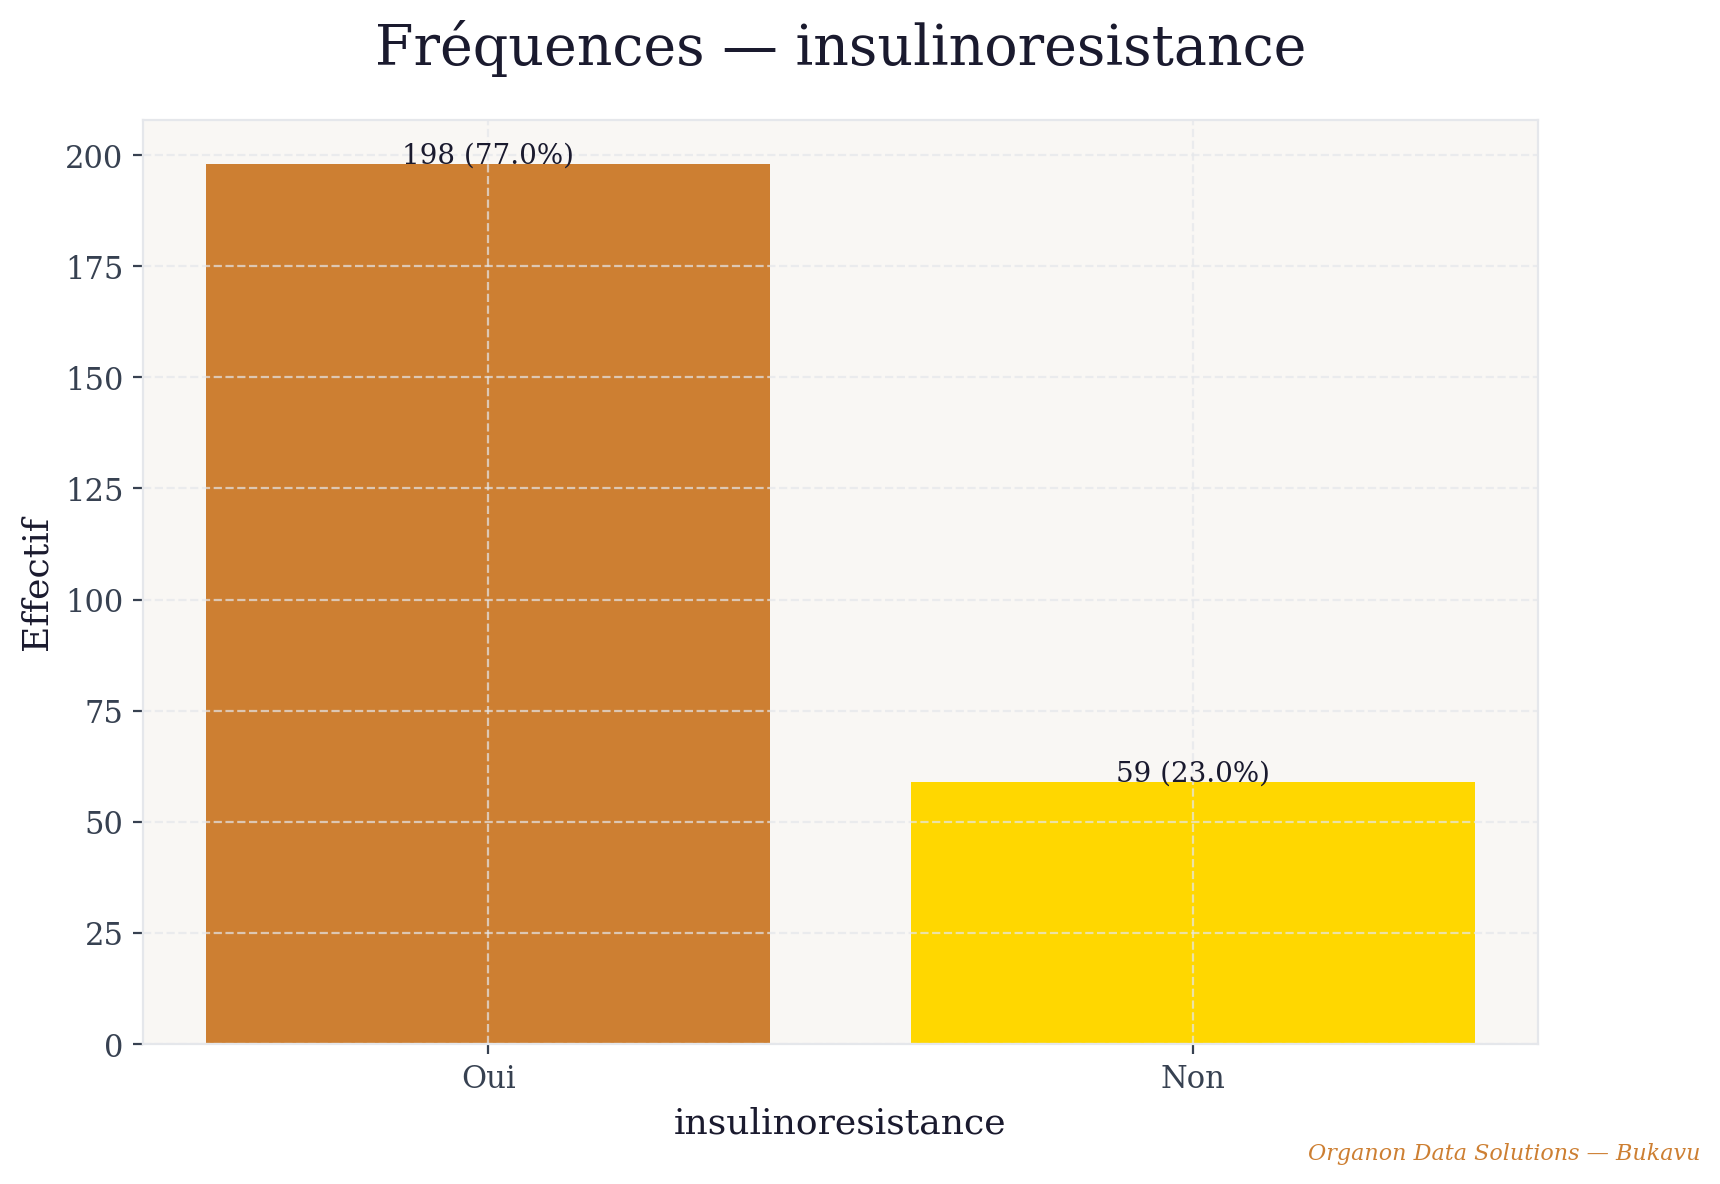 Fréquences — insulinoresistance
198 (77.0%)
59 (23.0%)
200
175
150
125
100
75
50
25
0
Effectif
Oui
Non
insulinoresistance
Organon Data Solutions — Bukavu